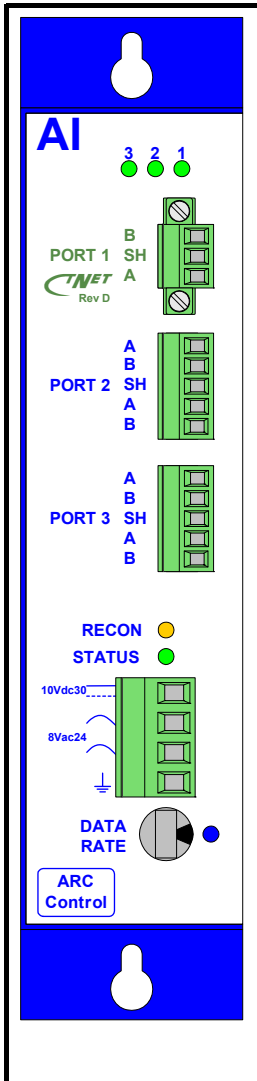 AI
3 2 1
PORT 1
B
SH
A
CTNET
Rev D
PORT 2
A
B
SH
A
B
PORT 3
A
B
SH
A
B
RECON
STATUS
10Vdc30
8Vac24
DATA
RATE
ARC
Control